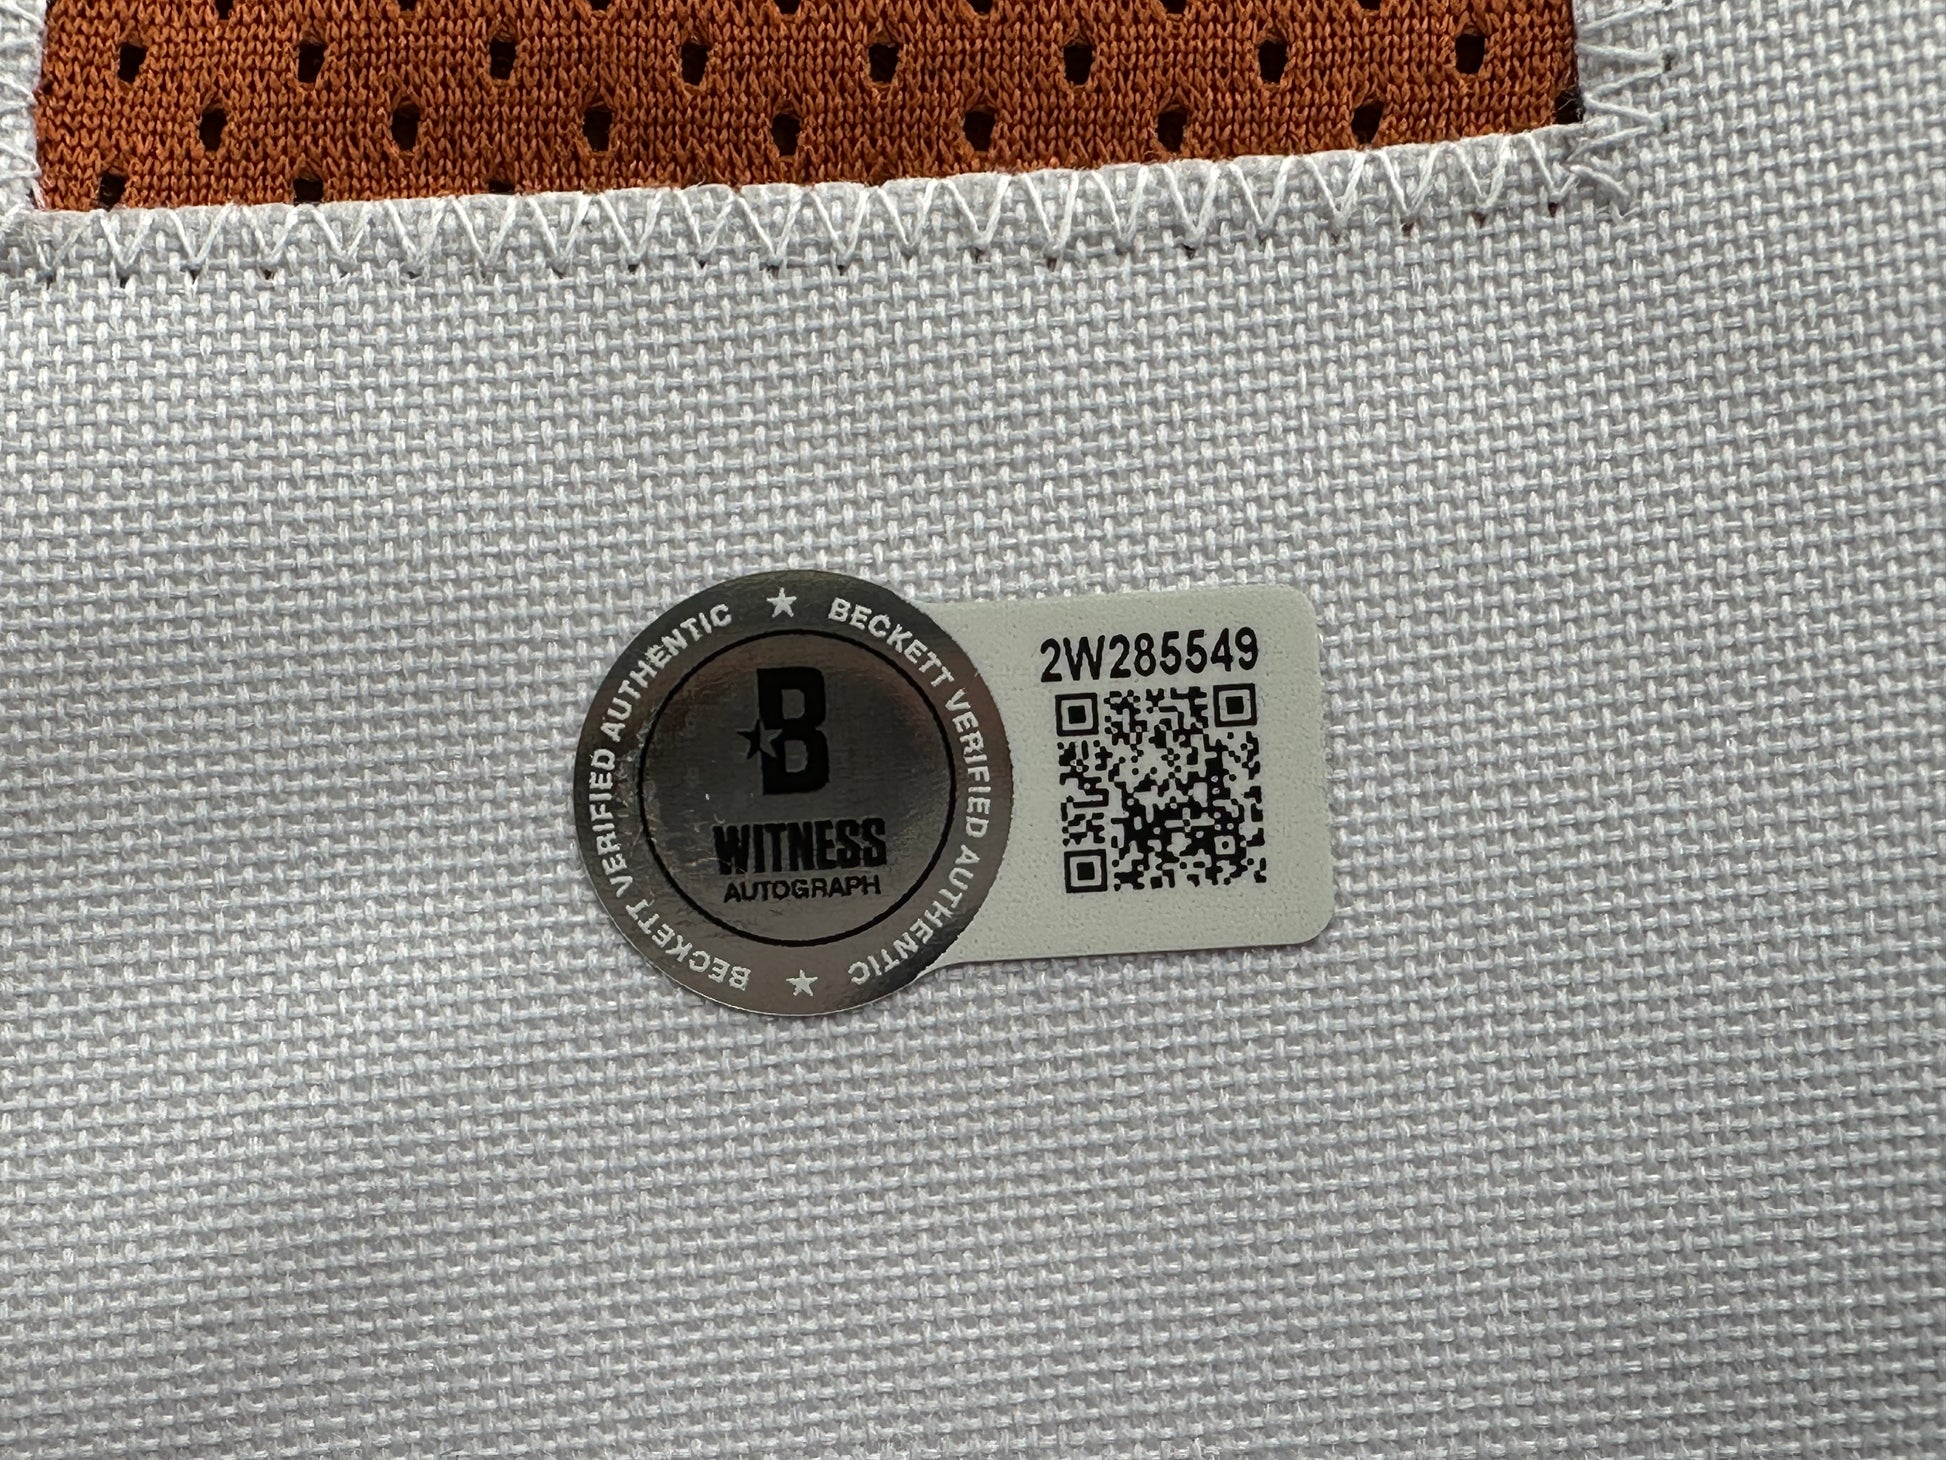 BECKETT VERIFIED AUTHENTIC ★ BECKETT VERIFIED AUTHENTIC ★
B
WITNESS
AUTOGRAPH
2W285549